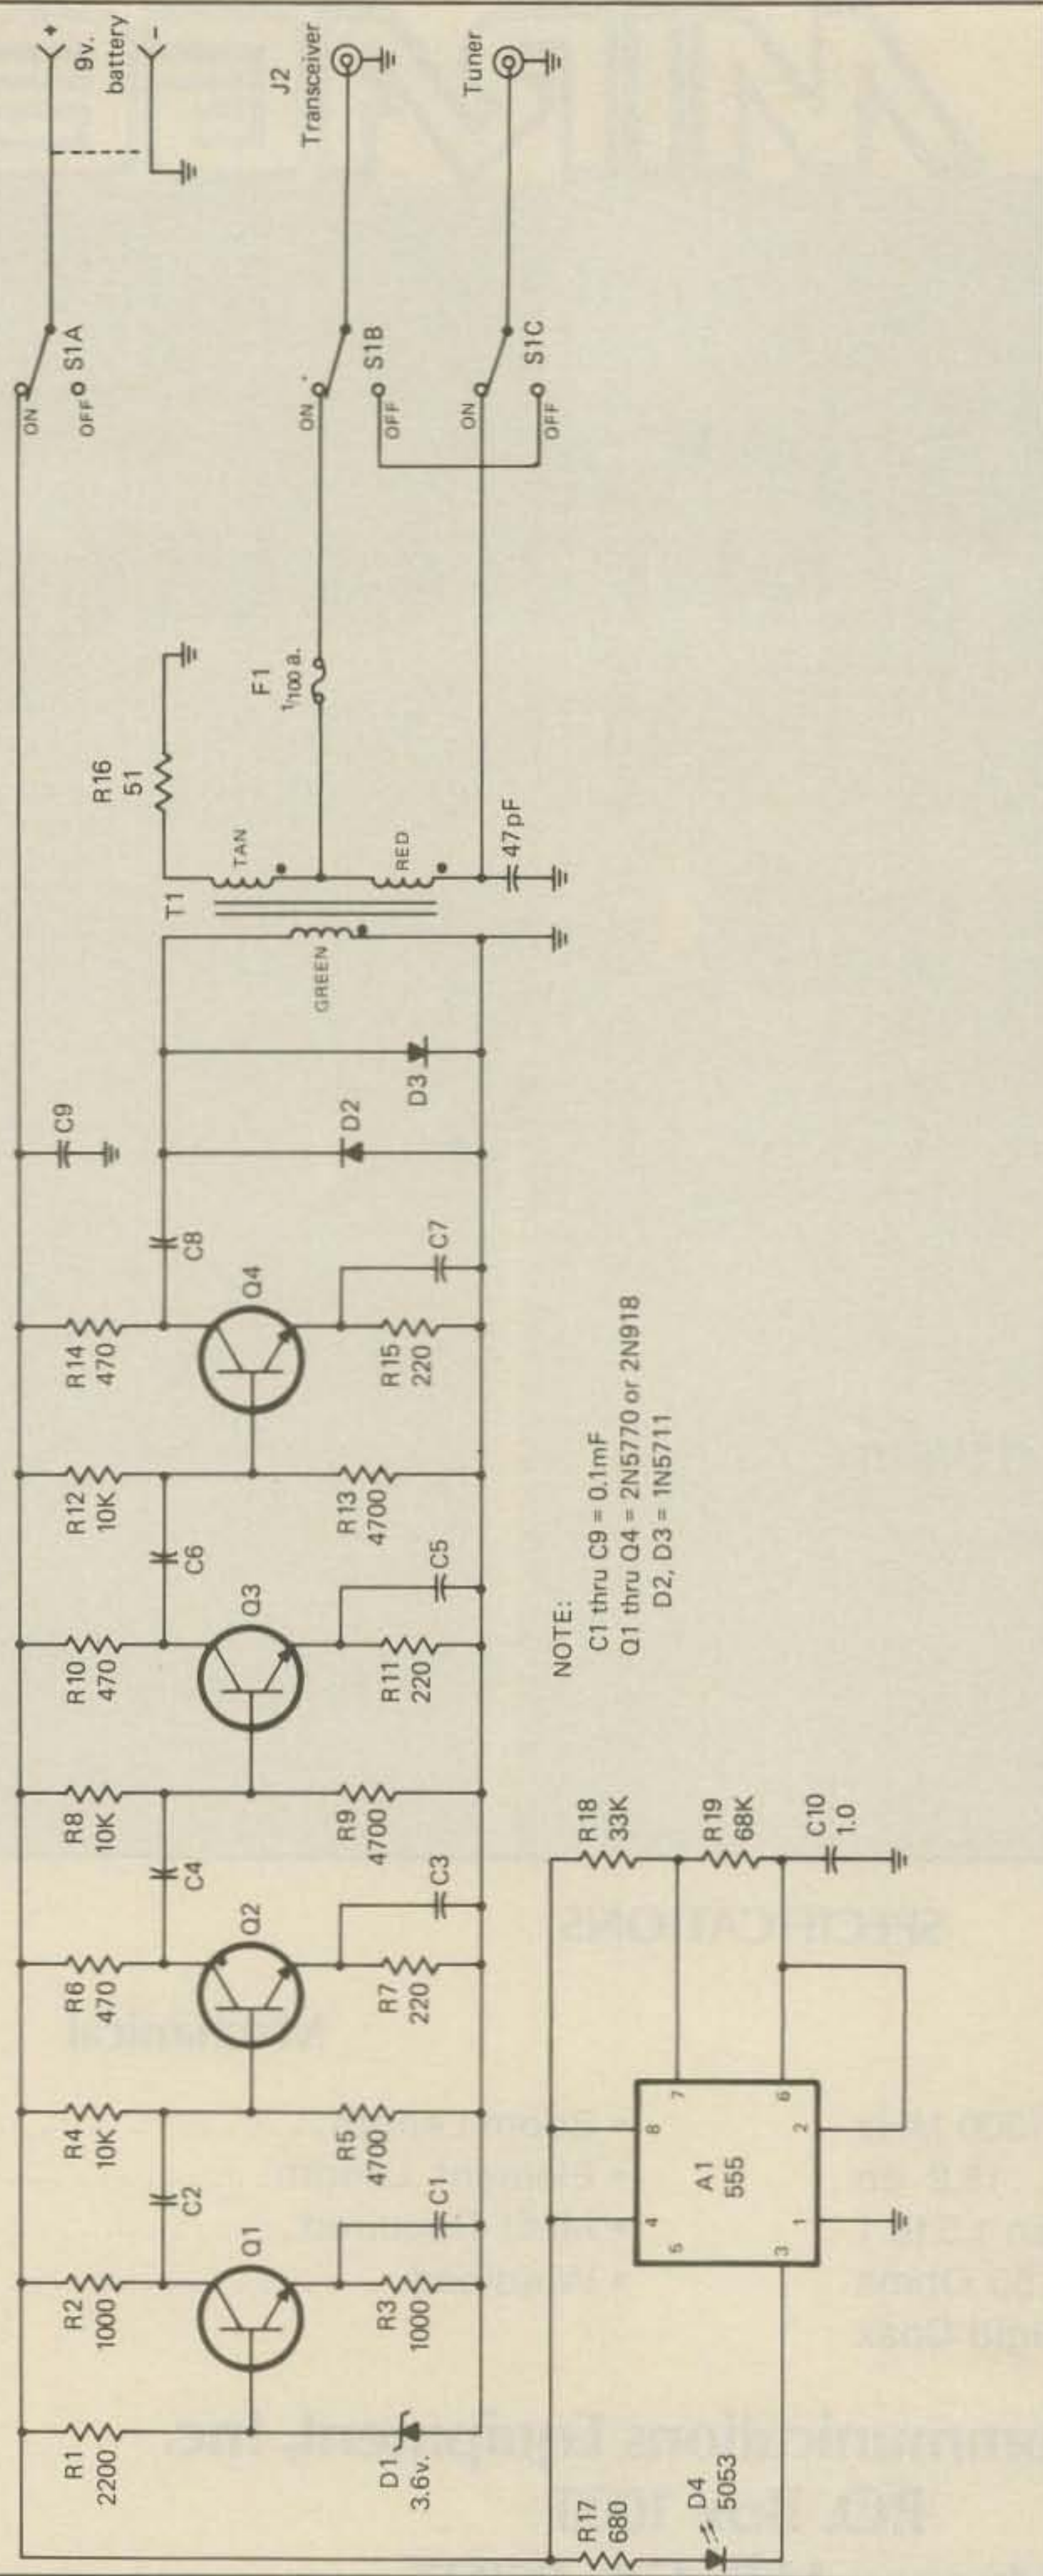 R1
2200
R2
1000
R4
10K
R6
470
R8
10K
R10
470
R12
10K
R14
470
C9
R16
51
ON
OFF
S1A
+
9v.
battery
-
C2
C4
C6
C8
T1
TAN
F1
1/100 a.
ON
OFF
S1B
J2
Transceiver
Q1
Q2
Q3
Q4
GREEN
RED
D1
3.6v.
R3
1000
C1
R5
4700
R7
220
C3
R9
4700
R11
220
C5
R13
4700
R15
220
C7
D2
D3
47pF
ON
OFF
S1C
Tuner
R17
680
D4
5053
A1
555
4
8
5
7
3
1
2
6
R18
33K
R19
68K
C10
1.0
NOTE:
C1 thru C9 = 0.1mF
Q1 thru Q4 = 2N5770 or 2N918
D2, D3 = 1N5711